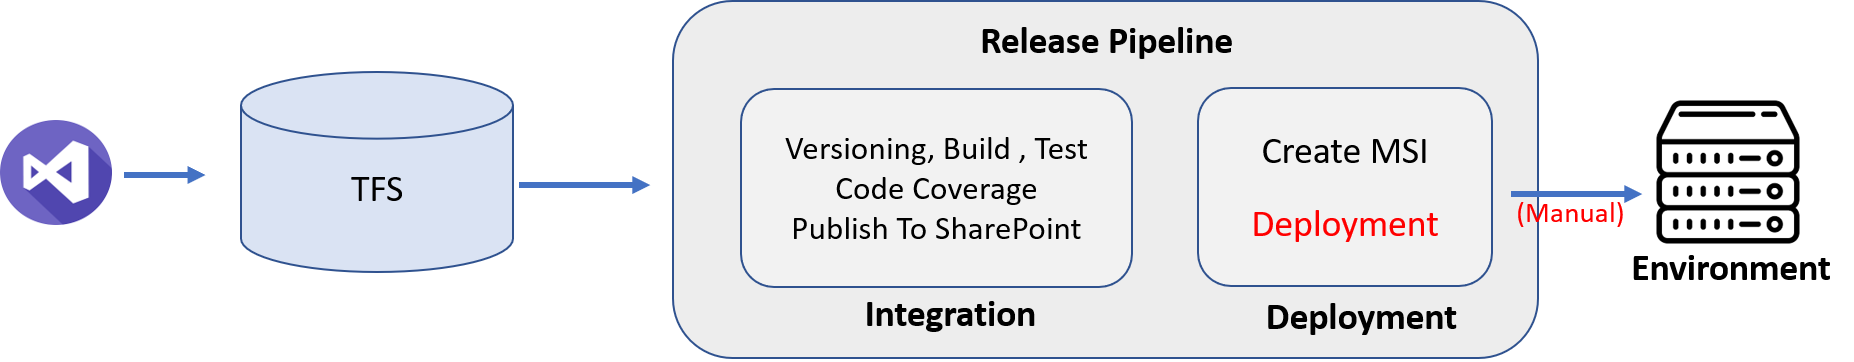 Release Pipeline
TFS
Versioning, Build , Test
Code Coverage
Publish To SharePoint
Integration
Create MSI
Deployment
Deployment
(Manual)
Environment